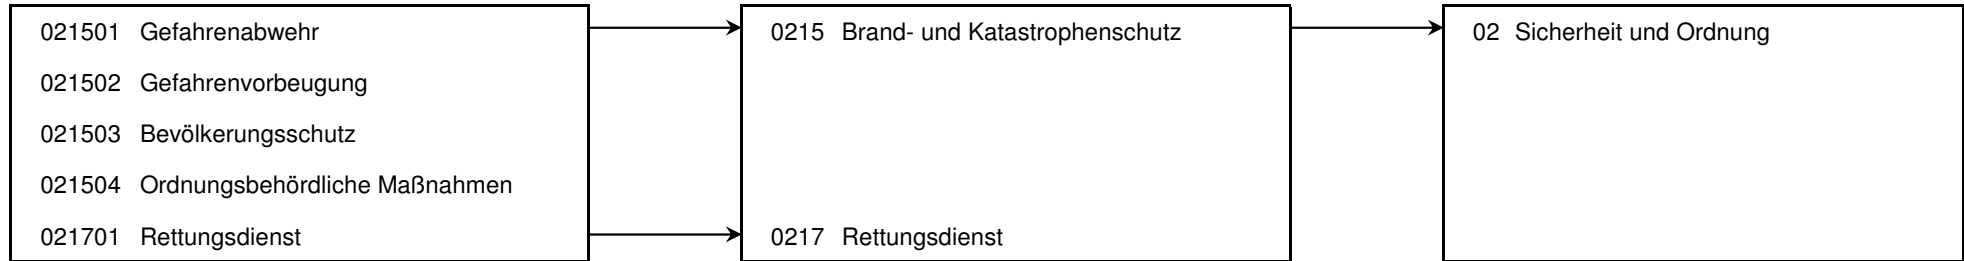 021501 Gefahrenabwehr
0215 Brand- und Katastrophenschutz
02 Sicherheit und Ordnung
021502 Gefahrenvorbeugung
021503 Bevölkerungsschutz
021504 Ordnungsbehördliche Maßnahmen
021701 Rettungsdienst
0217 Rettungsdienst